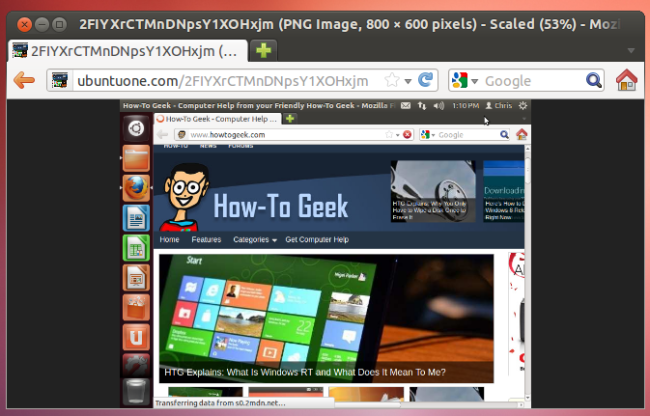 2FIYXrCTMnDNpsY1XOHxjm (PNG Image, 800 × 600 pixels) - Scaled (53%) - Mozi
2FIYXrCTMnDNpsY1XOHxjm (...
ubuntuone.com/2FIYXrCTMnDNpsY1XOHxjm
Google
How-To Geek - Computer Help from your Friendly How-To Geek - Mozilla F
1:10 PM
Chris
How-To Geek - Computer Help ...
www.howtogeek.com
Google
HOW-TO NEWS FORUMS
How-To Geek
HTG Explains: Why You Only
Have to Wipe a Disk Once to
Erase It
Downloading
Here's How to D
Windows 8 Rele
Right Now
Home Features Categories Get Computer Help
Start
HTG Explains: What Is Windows RT and What Does It Mean To Me?
Transferring data from s0.2mdn.net...